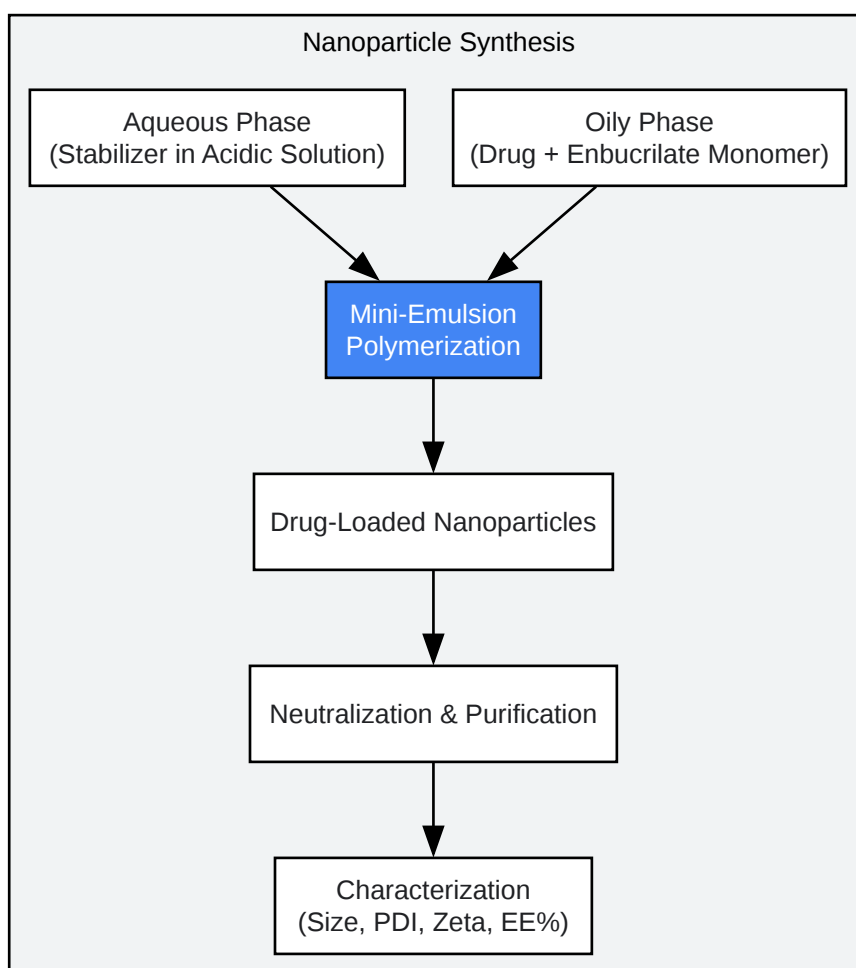 Nanoparticle Synthesis
Aqueous Phase
(Stabilizer in Acidic Solution)
Oily Phase
(Drug + Enbucrilate Monomer)
Mini-Emulsion
Polymerization
Drug-Loaded Nanoparticles
Neutralization & Purification
Characterization
(Size, PDI, Zeta, EE%)